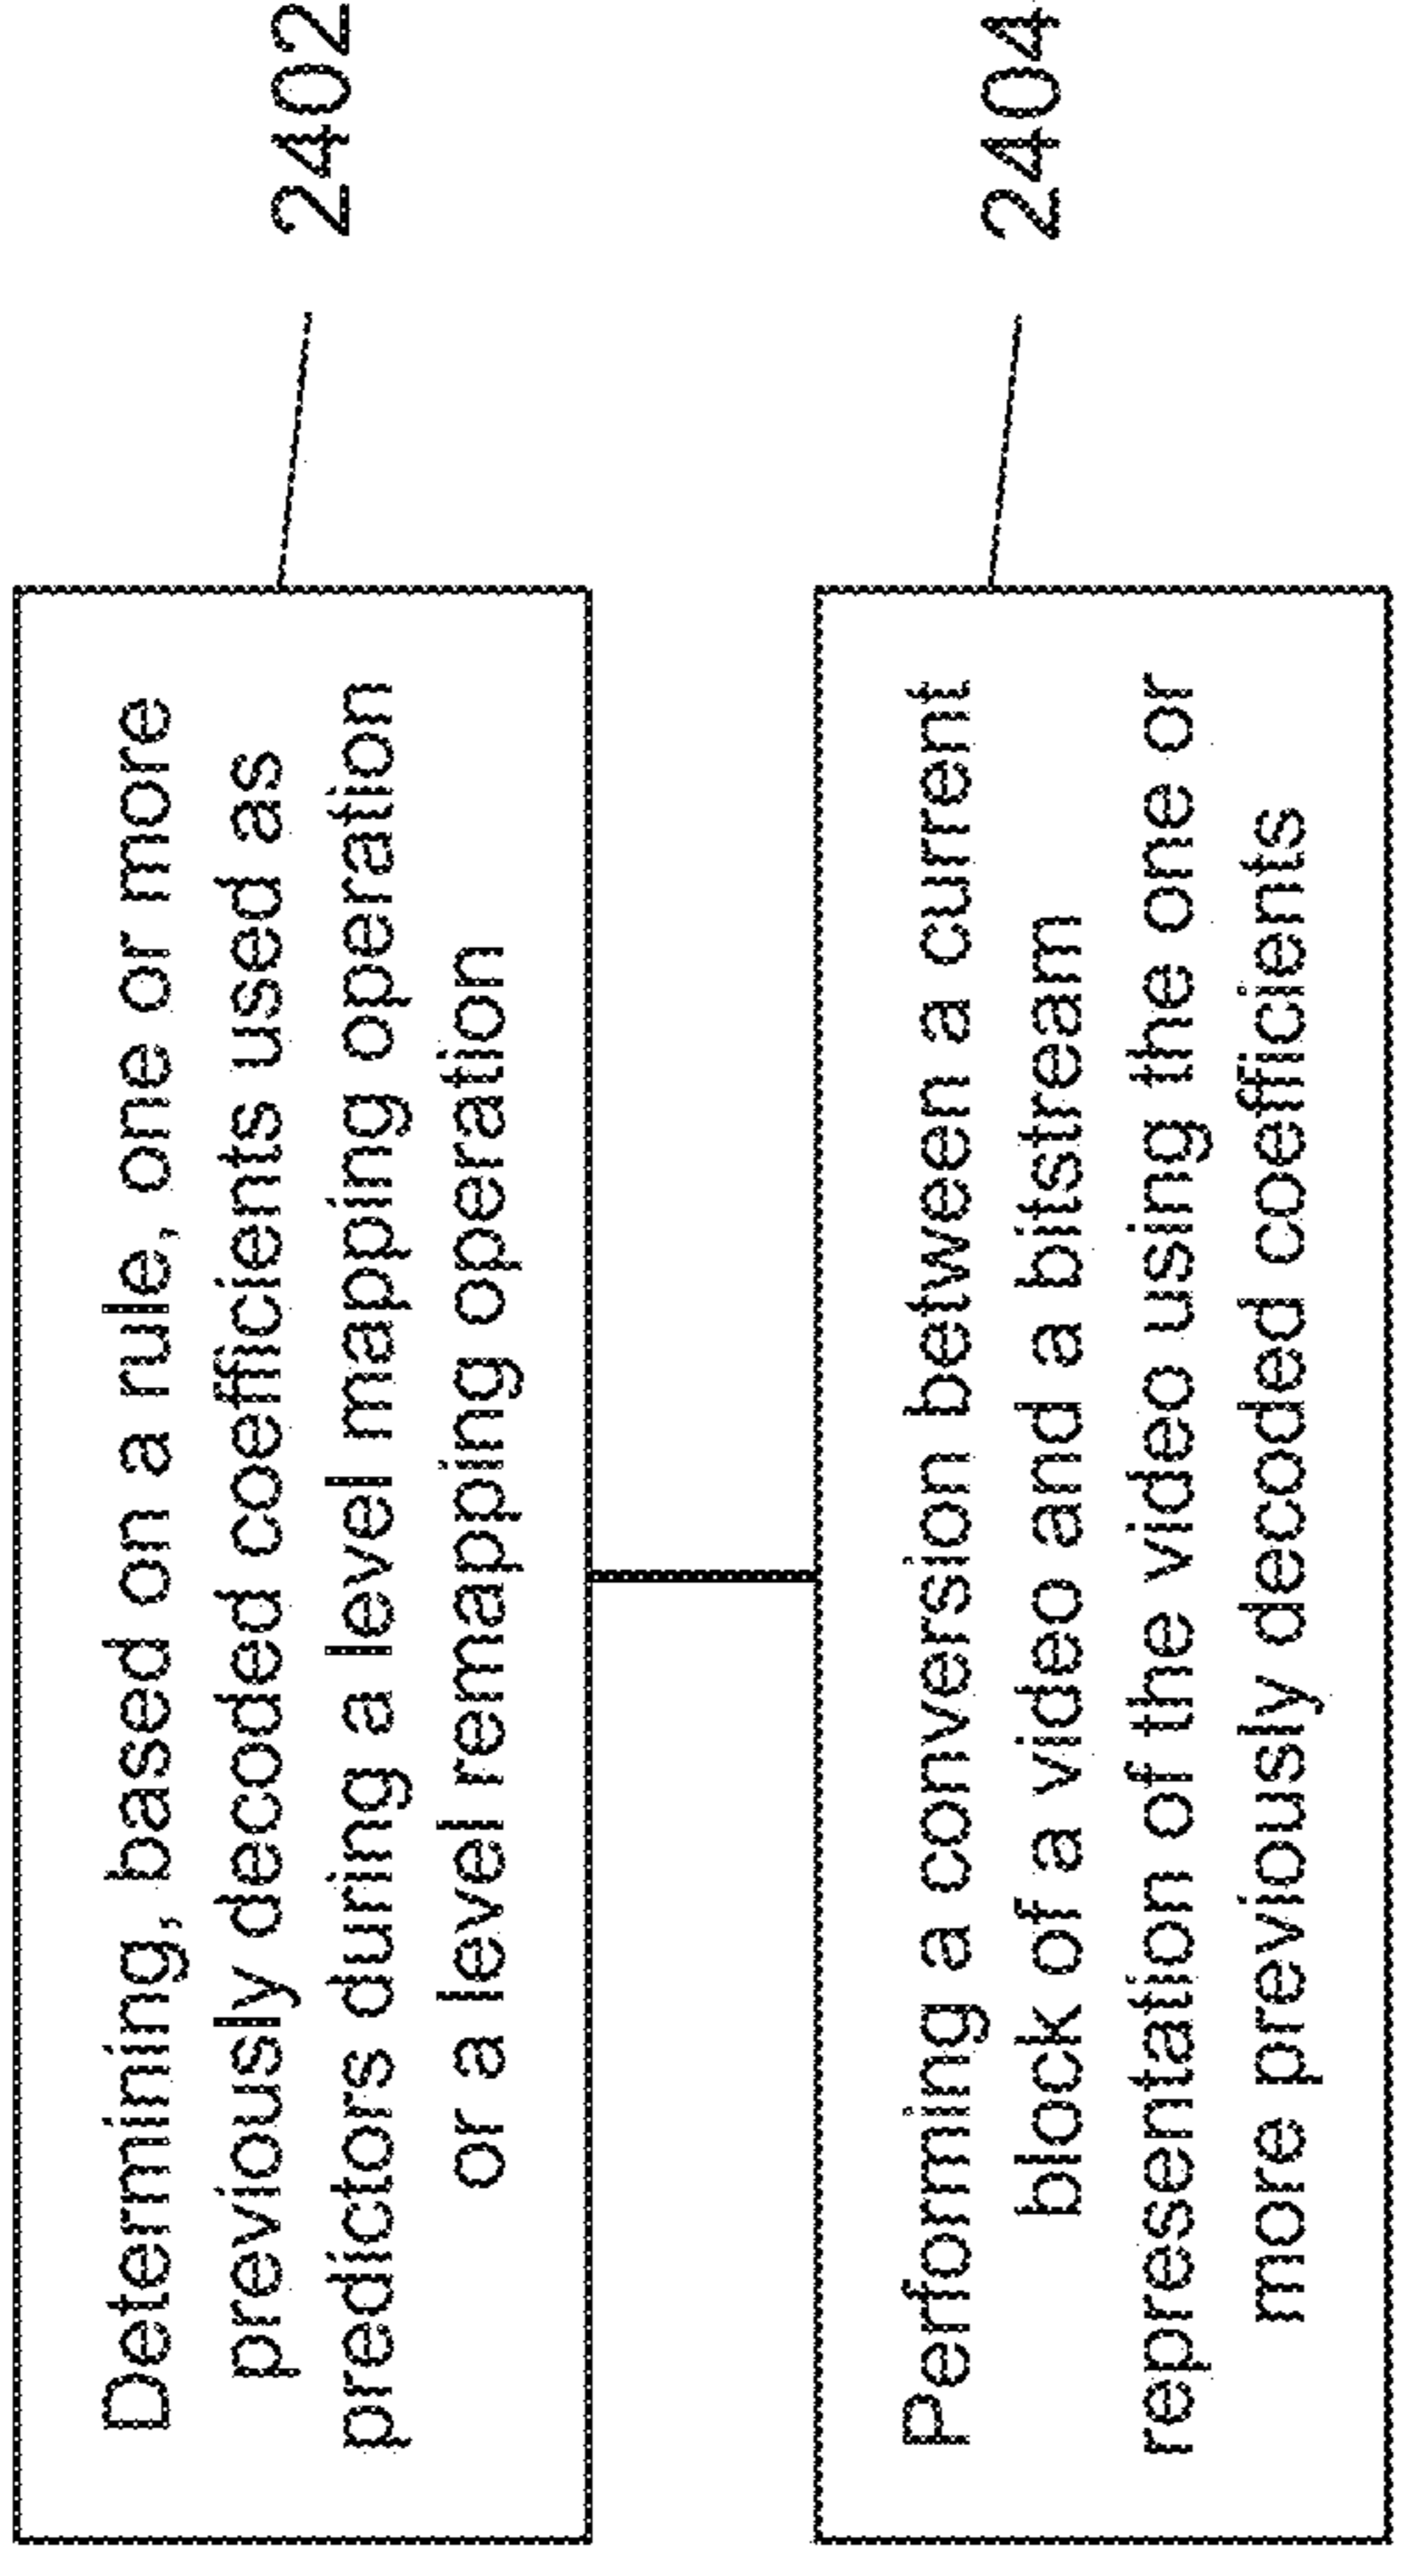 Determining, based on a rule, one or more
previously decoded coefficients used as
predictors during a level mapping operation
or a level remapping operation
2402
Performing a conversion between a current
block of a video and a bitstream
representation of the video using the one or
more previously decoded coefficients
2404